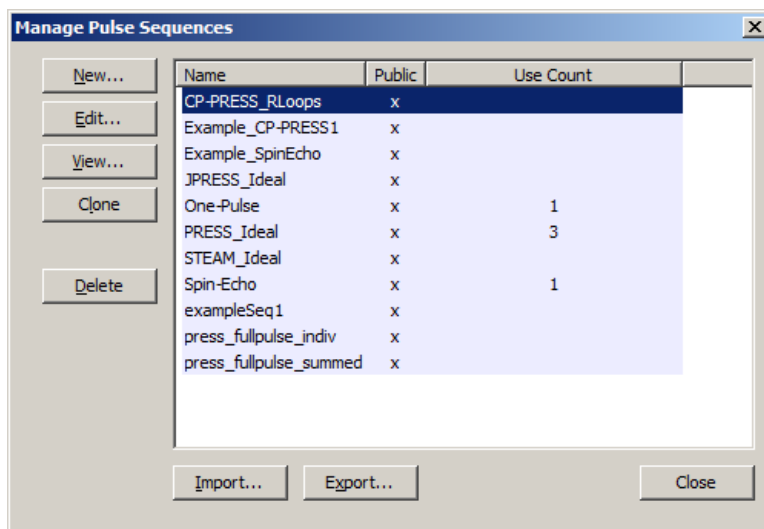 Manage Pulse Sequences
New...
Edit...
View...
Clone
Delete
Name Public Use Count
CP-PRESS_RLoops x
Example_CP-PRESS1 x
Example_SpinEcho x
JPRESS_Ideal x
One-Pulse x 1
PRESS_Ideal x 3
STEAM_Ideal x
Spin-Echo x 1
exampleSeq1 x
press_fullpulse_indiv x
press_fullpulse_summed x
Import... Export... Close